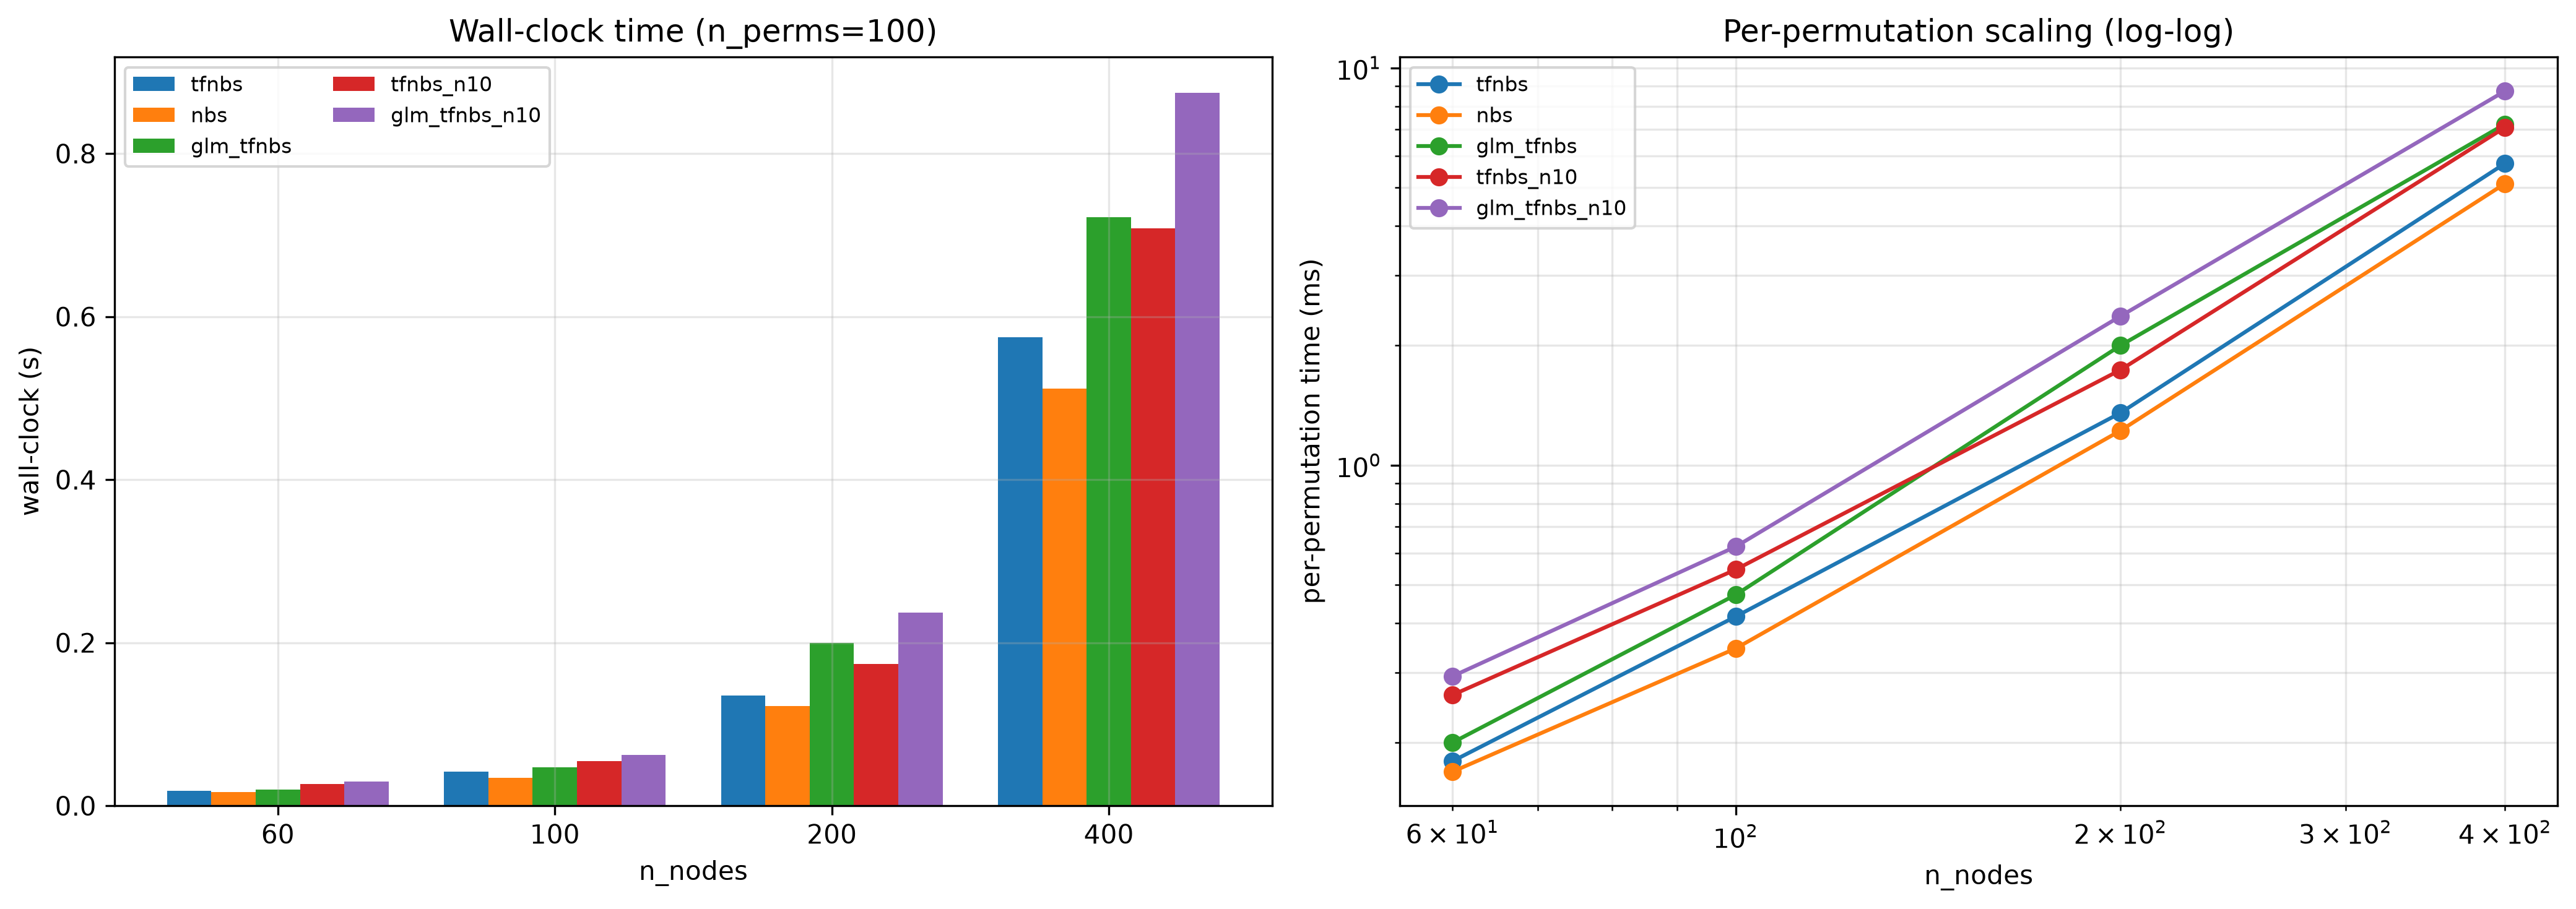 Wall-clock time (n_perms=100)
tfnbs
nbs
glm_tfnbs
tfnbs_n10
glm_tfnbs_n10
wall-clock (s)
0.8
0.6
0.4
0.2
0.0
60 100 200 400
n_nodes
Per-permutation scaling (log-log)
tfnbs
nbs
glm_tfnbs
tfnbs_n10
glm_tfnbs_n10
per-permutation time (ms)
10¹
10⁰
6×10¹ 10² 2×10² 3×10² 4×10²
n_nodes